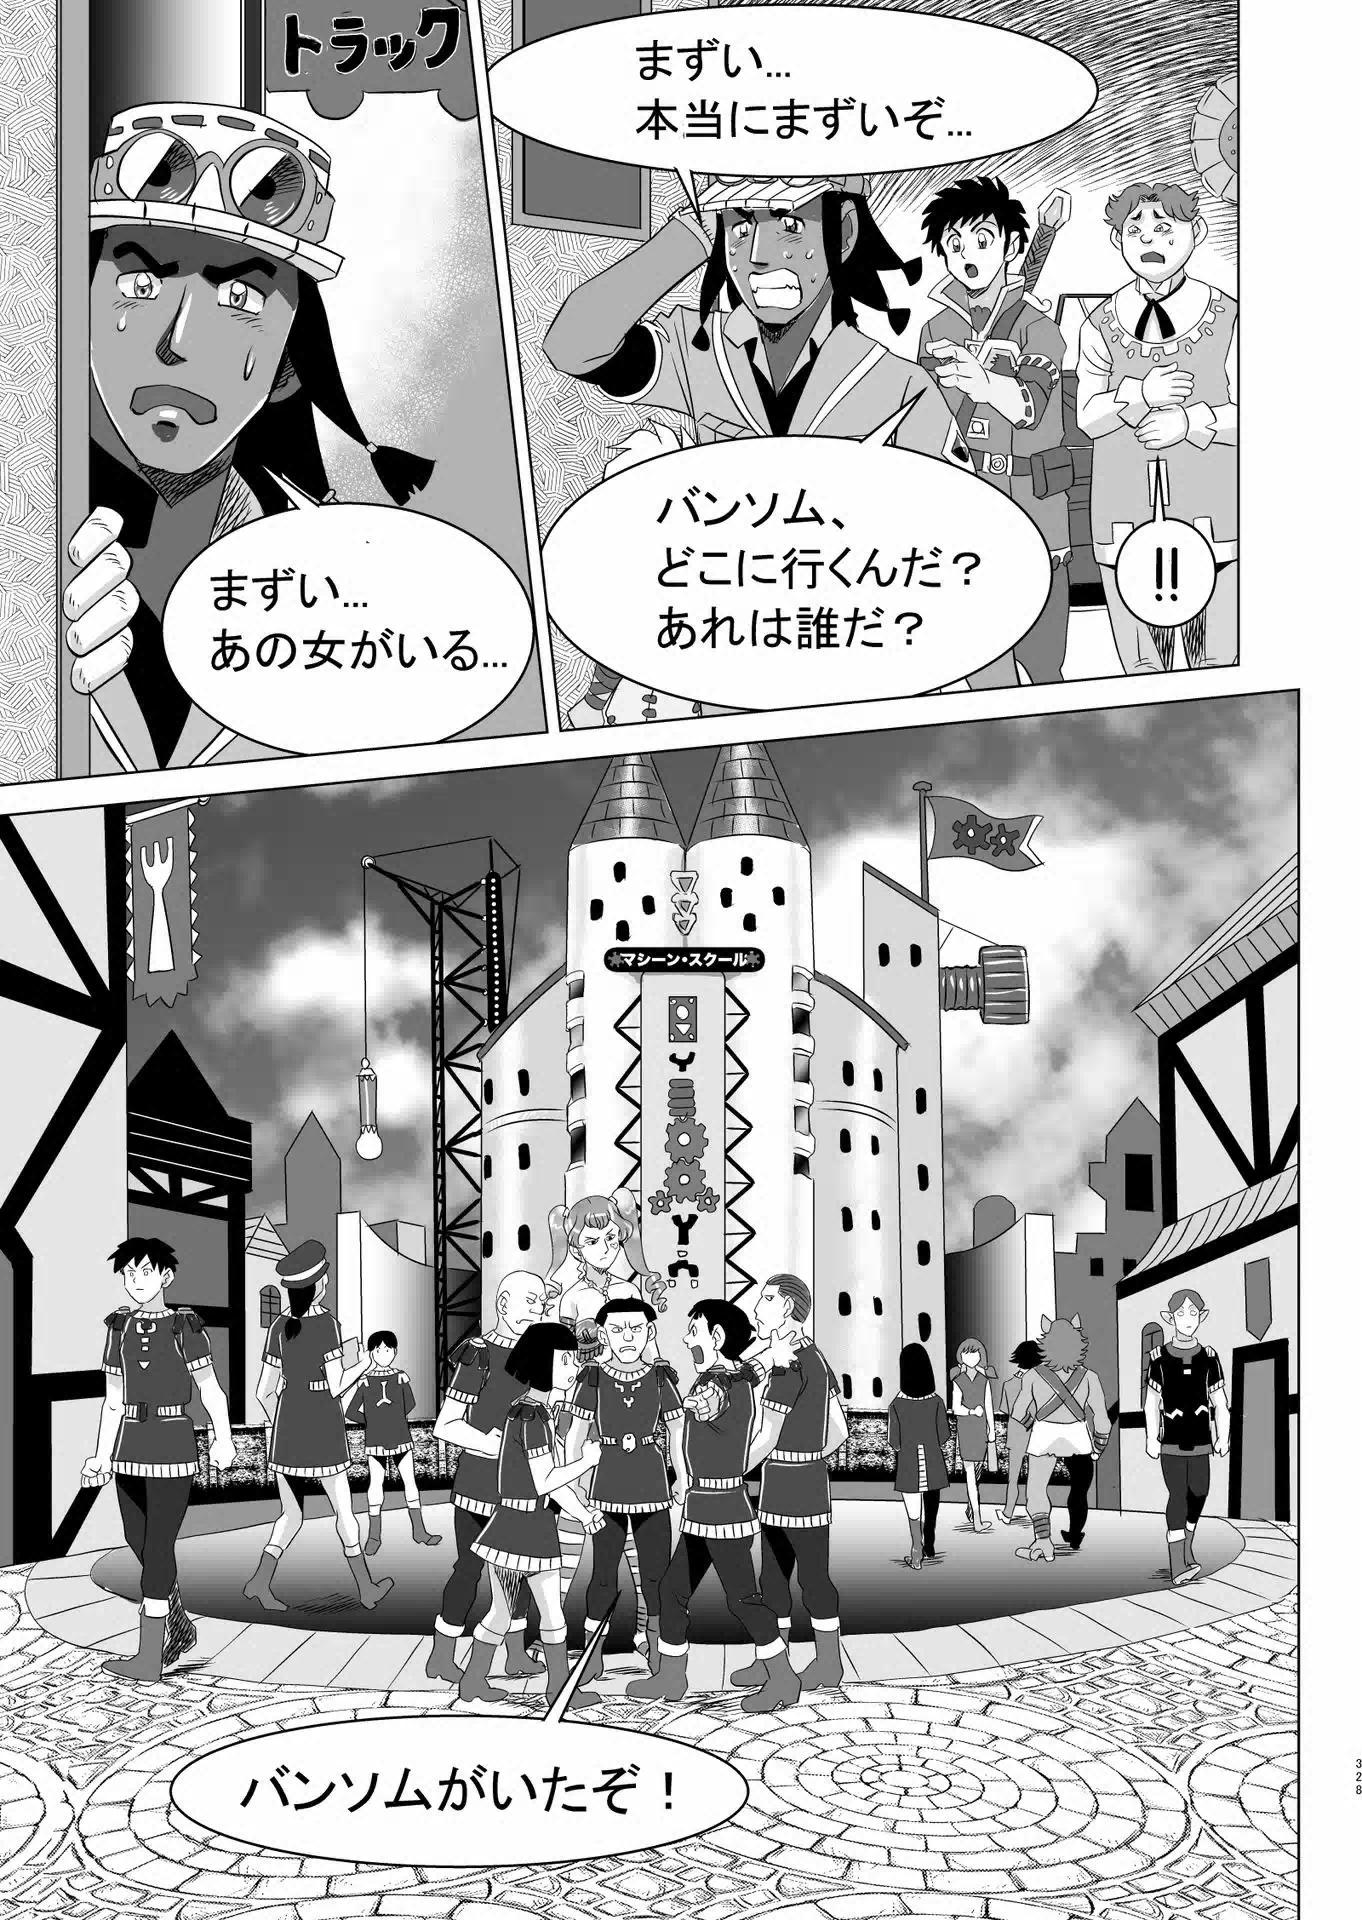 トラック
まずい...
あの女がいる...
まずい...
本当にまずいぞ...
バンソム、
どこに行くんだ？
あれは誰だ？
!!
マシーン・スクール
バンソムがいたぞ！
328